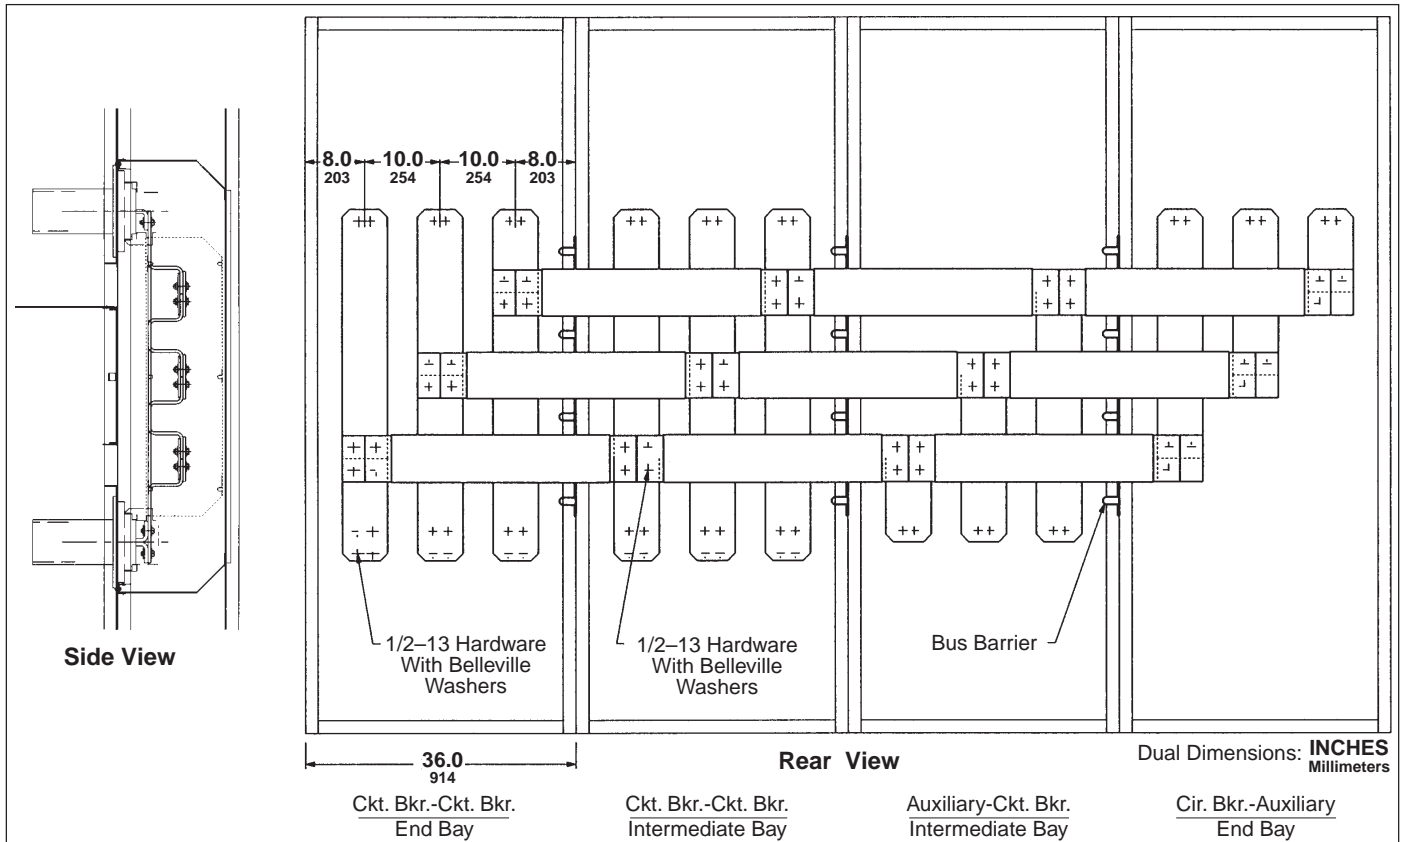 8.0 10.0 10.0 8.0
203 254 254 203
Side View
1/2–13 Hardware
With Belleville
Washers
1/2–13 Hardware
With Belleville
Washers
Bus Barrier
36.0
914
Rear View
Dual Dimensions: INCHES
Millimeters
Ckt. Bkr.-Ckt. Bkr.
End Bay
Ckt. Bkr.-Ckt. Bkr.
Intermediate Bay
Auxiliary-Ckt. Bkr.
Intermediate Bay
Cir. Bkr.-Auxiliary
End Bay